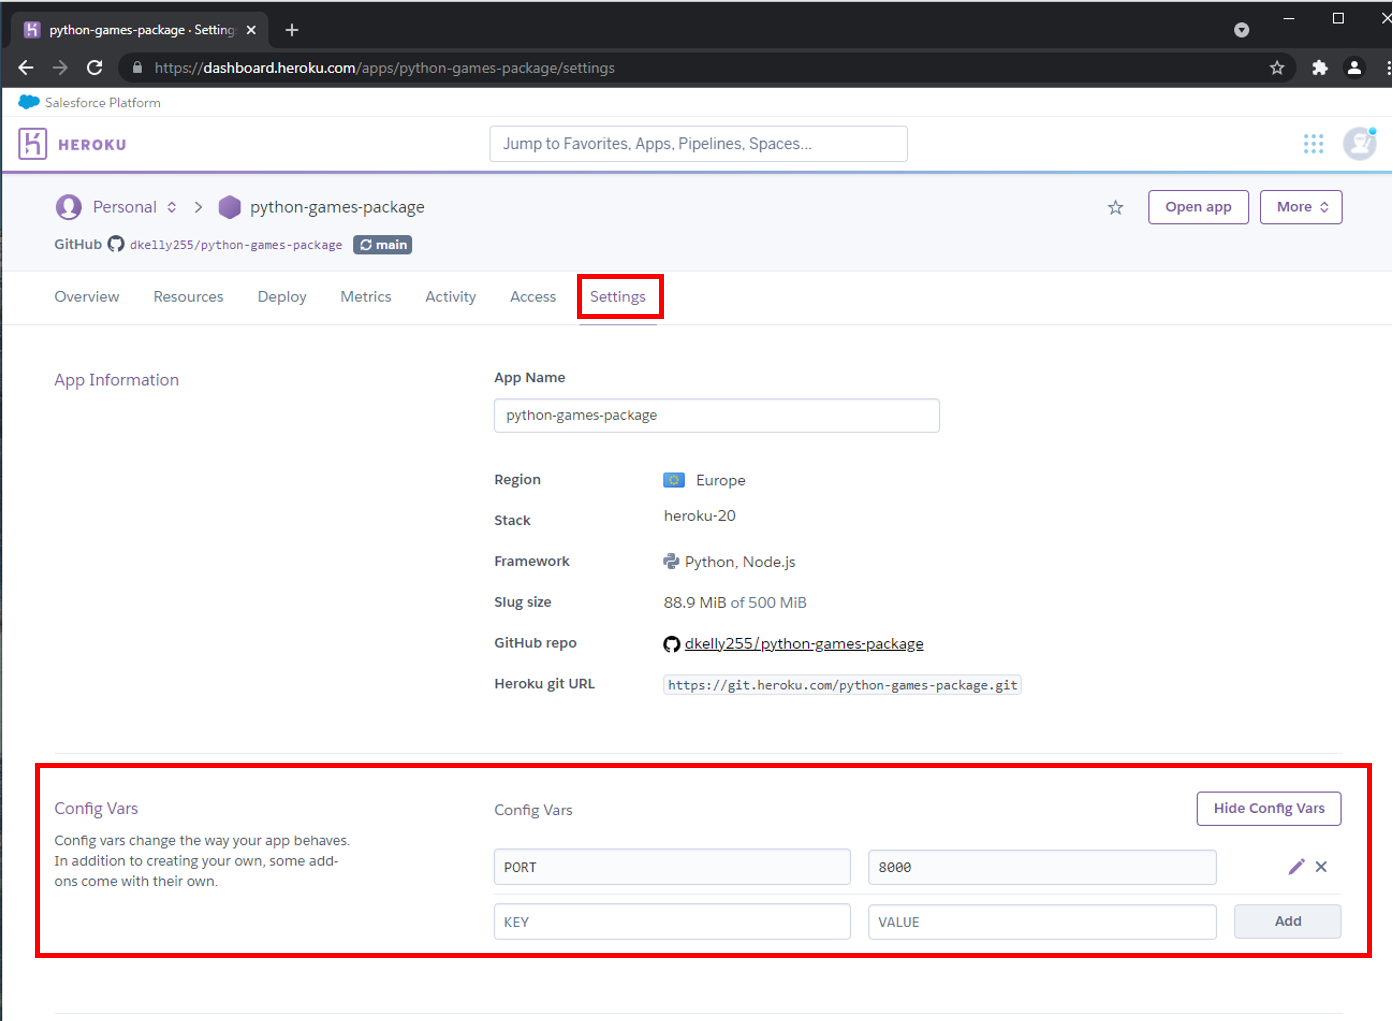 python-games-package · Setting
https://dashboard.heroku.com/apps/python-games-package/settings
Salesforce Platform
HEROKU
Jump to Favorites, Apps, Pipelines, Spaces...
Personal
python-games-package
Open app
More
GitHub dkelly255/python-games-package main
Overview Resources Deploy Metrics Activity Access Settings
App Information
App Name
python-games-package
Region Europe
Stack heroku-20
Framework Python, Node.js
Slug size 88.9 MiB of 500 MiB
GitHub repo dkelly255/python-games-package
Heroku git URL https://git.heroku.com/python-games-package.git
Config Vars
Config vars change the way your app behaves.
In addition to creating your own, some add-
ons come with their own.
Config Vars
Hide Config Vars
PORT 8000
KEY VALUE Add